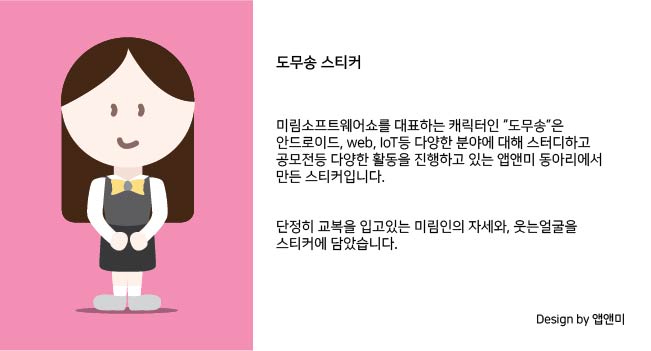 도무송 스티커
미림소프트웨어쇼를 대표하는 캐릭터인 "도무송"은
안드로이드, web, IoT등 다양한 분야에 대해 스터디하고
공모전등 다양한 활동을 진행하고 있는 앱앤미 동아리에서
만든 스티커입니다.
단정히 교복을 입고있는 미림인의 자세와, 웃는얼굴을
스티커에 담았습니다.
Design by 앱앤미